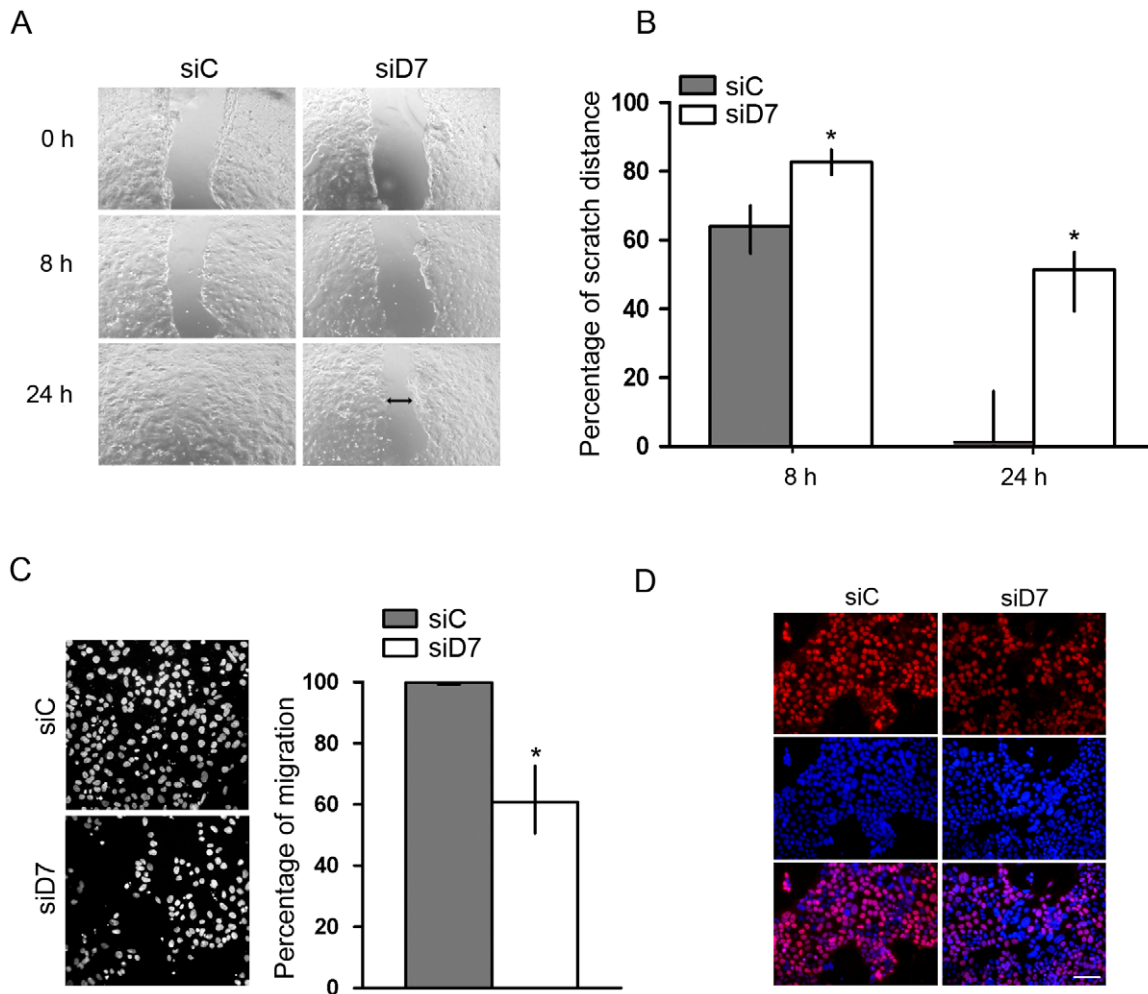 A
siC siD7
0 h
8 h
24 h
B
siC
siD7
Percentage of scratch distance
100
80
60
40
20
0
*
*
8 h 24 h
C
siC
siD7
siC
siD7
Percentage of migration
100
80
60
40
20
0
*
D
siC siD7